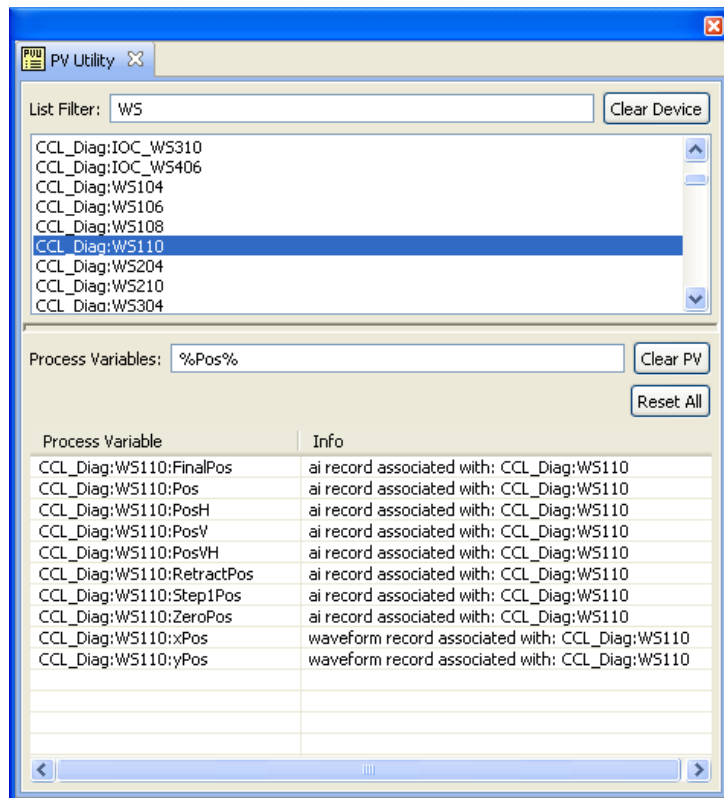 PVU PV Utility
List Filter: WS Clear Device
CCL_Diag:IOC_WS310
CCL_Diag:IOC_WS406
CCL_Diag:WS104
CCL_Diag:WS106
CCL_Diag:WS108
CCL_Diag:WS110
CCL_Diag:WS204
CCL_Diag:WS210
CCL_Diag:WS304
Process Variables: %Pos% Clear PV
Reset All
Process Variable Info
CCL_Diag:WS110:FinalPos ai record associated with: CCL_Diag:WS110
CCL_Diag:WS110:Pos ai record associated with: CCL_Diag:WS110
CCL_Diag:WS110:PosH ai record associated with: CCL_Diag:WS110
CCL_Diag:WS110:PosV ai record associated with: CCL_Diag:WS110
CCL_Diag:WS110:PosVH ai record associated with: CCL_Diag:WS110
CCL_Diag:WS110:RetractPos ai record associated with: CCL_Diag:WS110
CCL_Diag:WS110:Step1Pos ai record associated with: CCL_Diag:WS110
CCL_Diag:WS110:ZeroPos ai record associated with: CCL_Diag:WS110
CCL_Diag:WS110:xPos waveform record associated with: CCL_Diag:WS110
CCL_Diag:WS110:yPos waveform record associated with: CCL_Diag:WS110